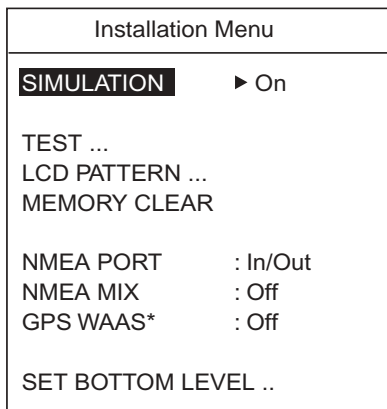 Installation Menu
SIMULATION ▶ On
TEST ...
LCD PATTERN ...
MEMORY CLEAR
NMEA PORT : In/Out
NMEA MIX : Off
GPS WAAS* : Off
SET BOTTOM LEVEL ..